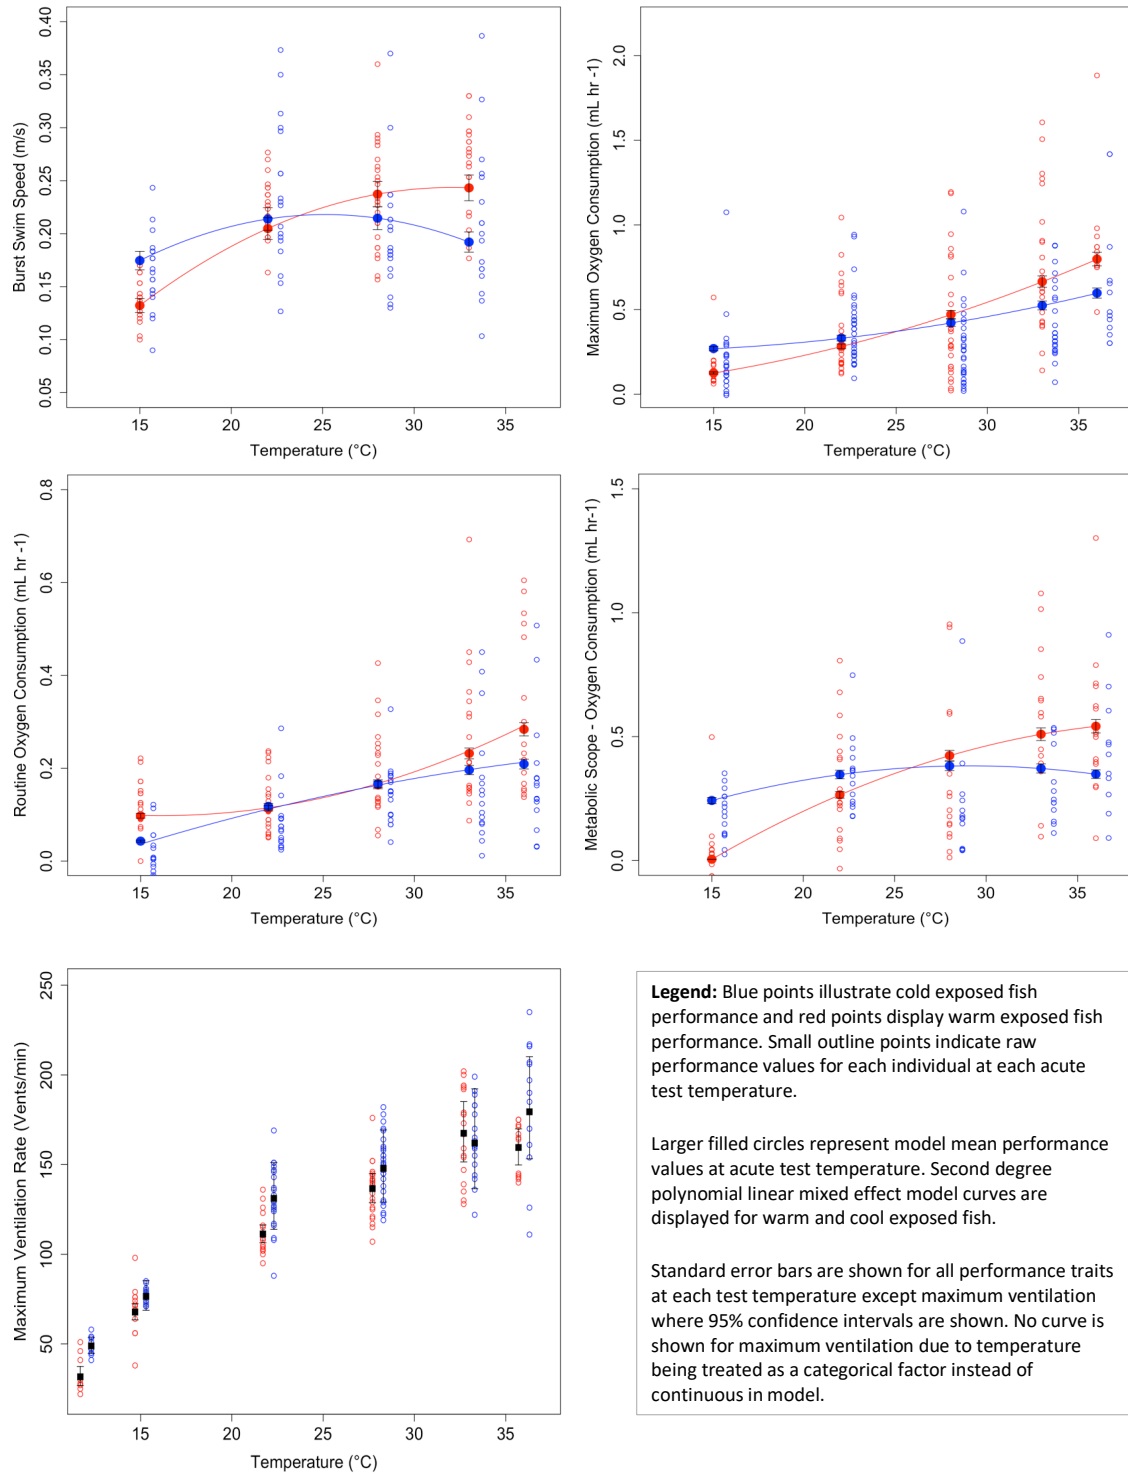 Burst Swim Speed (m/s)
0.40
0.35
0.30
0.25
0.20
0.15
0.10
0.05
15 20 25 30 35
Temperature (°C)
Maximum Oxygen Consumption (mL hr -1)
2.0
1.5
1.0
0.5
0.0
15 20 25 30 35
Temperature (°C)
Routine Oxygen Consumption (mL hr -1)
0.8
0.6
0.4
0.2
0.0
15 20 25 30 35
Temperature (°C)
Metabolic Scope - Oxygen Consumption (mL hr-1)
1.5
1.0
0.5
0.0
15 20 25 30 35
Temperature (°C)
Maximum Ventilation Rate (Vents/min)
250
200
150
100
50
15 20 25 30 35
Temperature (°C)
Legend: Blue points illustrate cold exposed fish
performance and red points display warm exposed fish
performance. Small outline points indicate raw
performance values for each individual at each acute
test temperature.
Larger filled circles represent model mean performance
values at acute test temperature. Second degree
polynomial linear mixed effect model curves are
displayed for warm and cool exposed fish.
Standard error bars are shown for all performance traits
at each test temperature except maximum ventilation
where 95% confidence intervals are shown. No curve is
shown for maximum ventilation due to temperature
being treated as a categorical factor instead of
continuous in model.